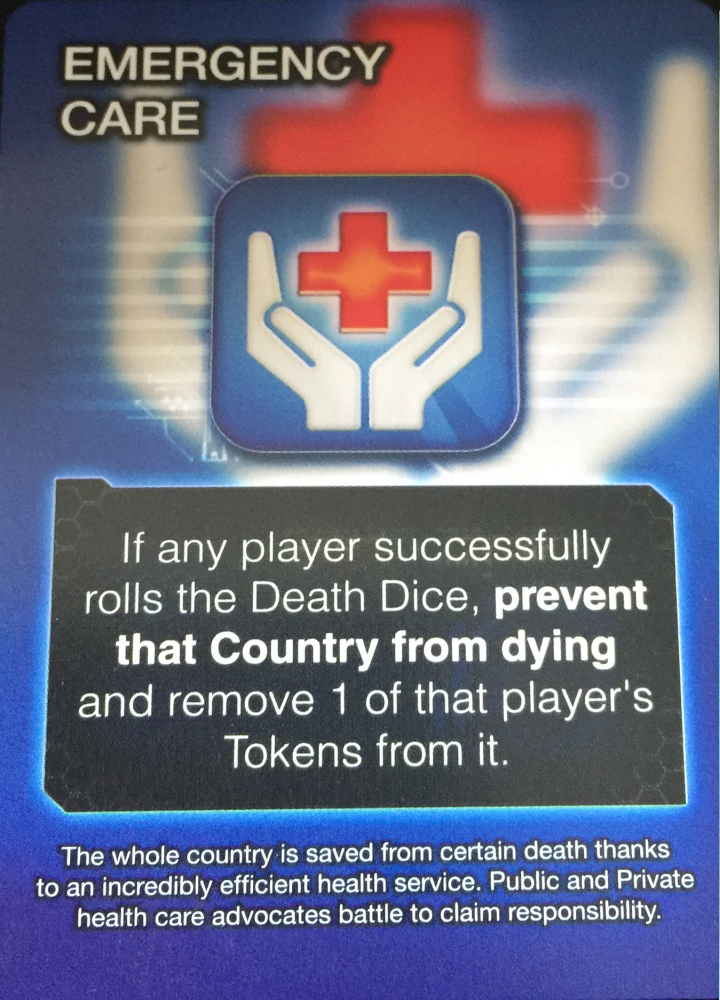 EMERGENCY
CARE
If any player successfully
rolls the Death Dice, prevent
that Country from dying
and remove 1 of that player's
Tokens from it.
The whole country is saved from certain death thanks
to an incredibly efficient health service. Public and Private
health care advocates battle to claim responsibility.